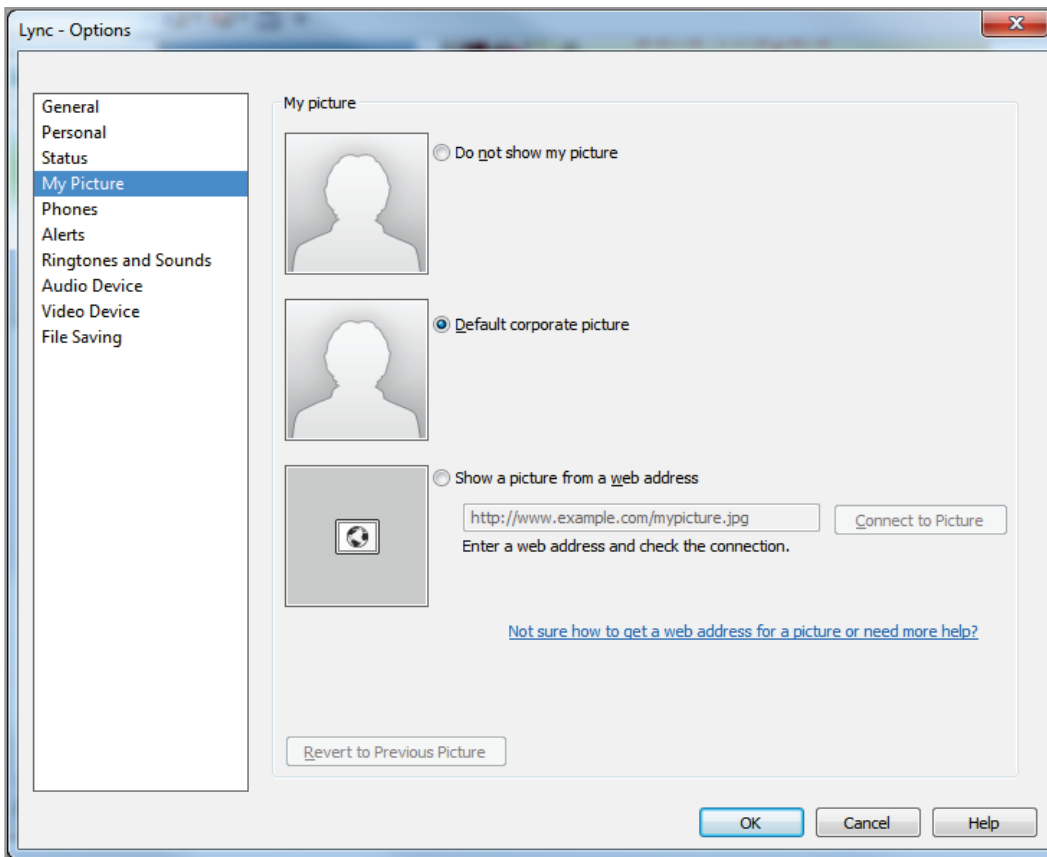 Lync - Options
General
Personal
Status
My Picture
Phones
Alerts
Ringtones and Sounds
Audio Device
Video Device
File Saving
My picture
Do not show my picture
Default corporate picture
Show a picture from a web address
http://www.example.com/mypicture.jpg
Connect to Picture
Enter a web address and check the connection.
Not sure how to get a web address for a picture or need more help?
Revert to Previous Picture
OK
Cancel
Help